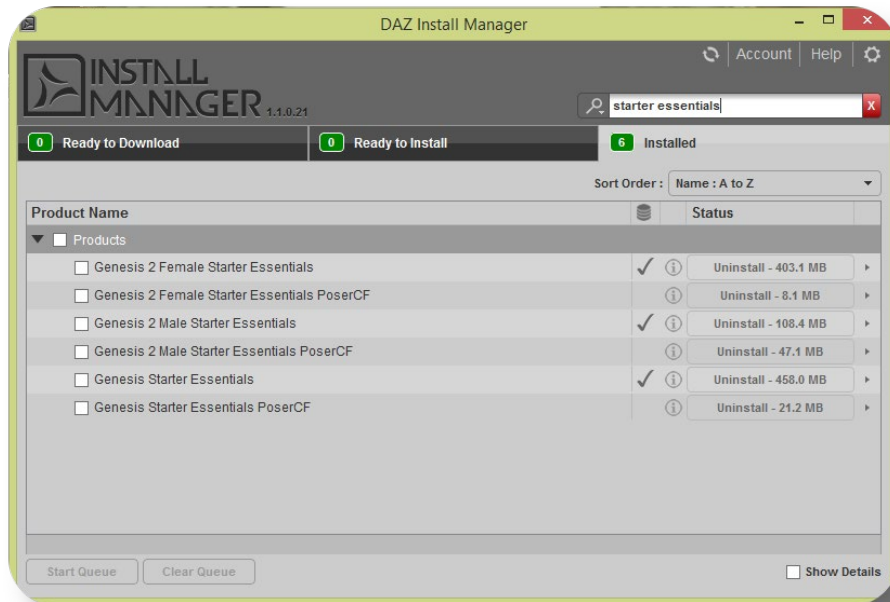 DAZ Install Manager
INSTALL
MANAGER 1.1.0.21
Account Help
starter essentials
X
0 Ready to Download
0 Ready to Install
6 Installed
Sort Order : Name : A to Z
Product Name Status
Products
Genesis 2 Female Starter Essentials Uninstall - 403.1 MB
Genesis 2 Female Starter Essentials PoserCF Uninstall - 8.1 MB
Genesis 2 Male Starter Essentials Uninstall - 108.4 MB
Genesis 2 Male Starter Essentials PoserCF Uninstall - 47.1 MB
Genesis Starter Essentials Uninstall - 458.0 MB
Genesis Starter Essentials PoserCF Uninstall - 21.2 MB
Start Queue Clear Queue Show Details